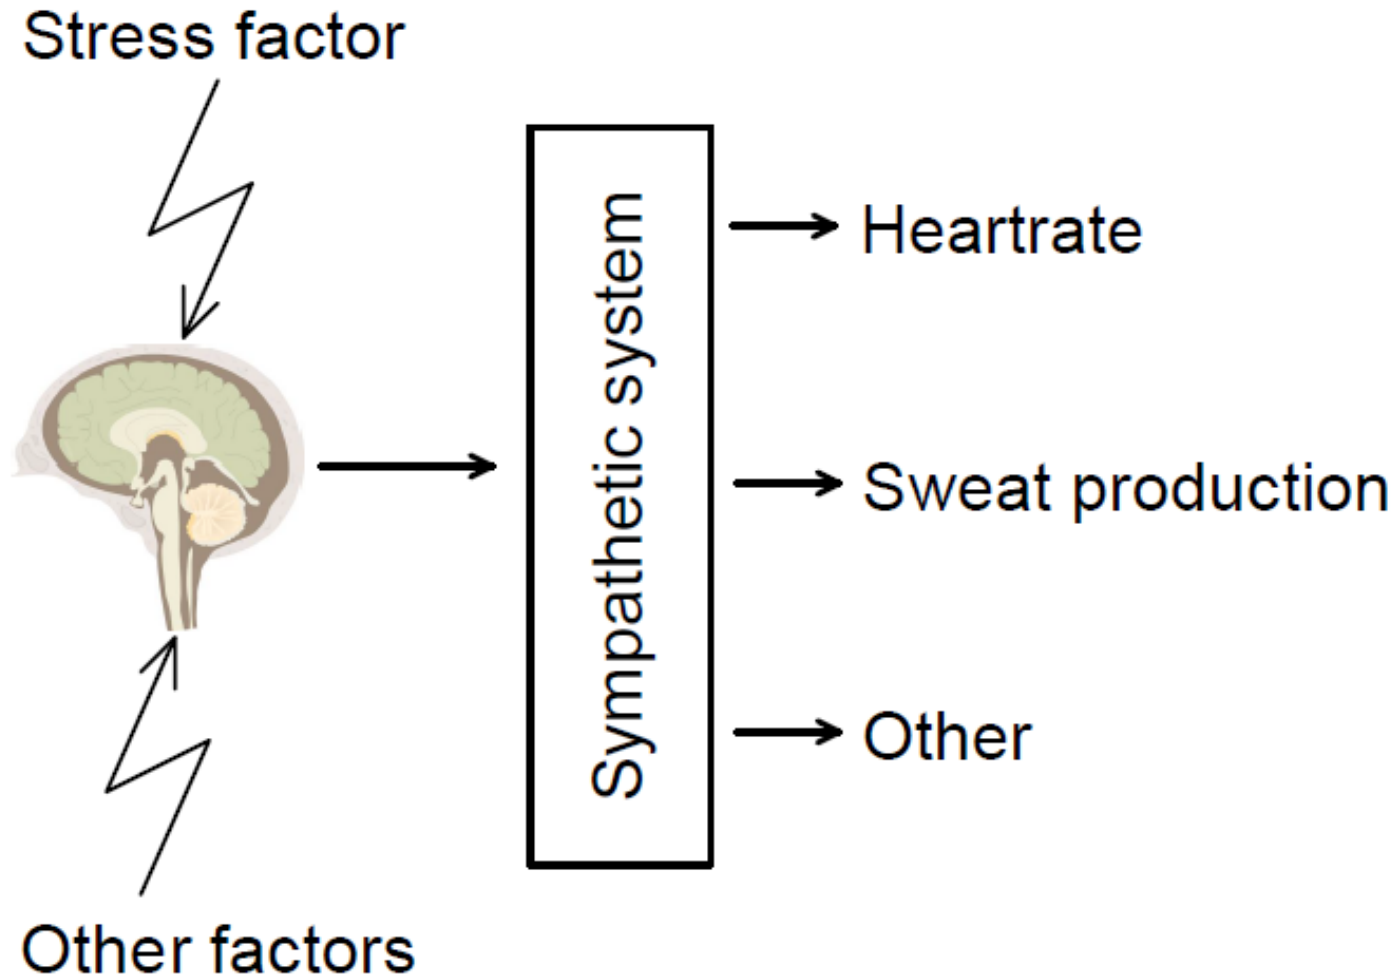 Stress factor
Sympathetic system
Heartrate
Sweat production
Other
Other factors